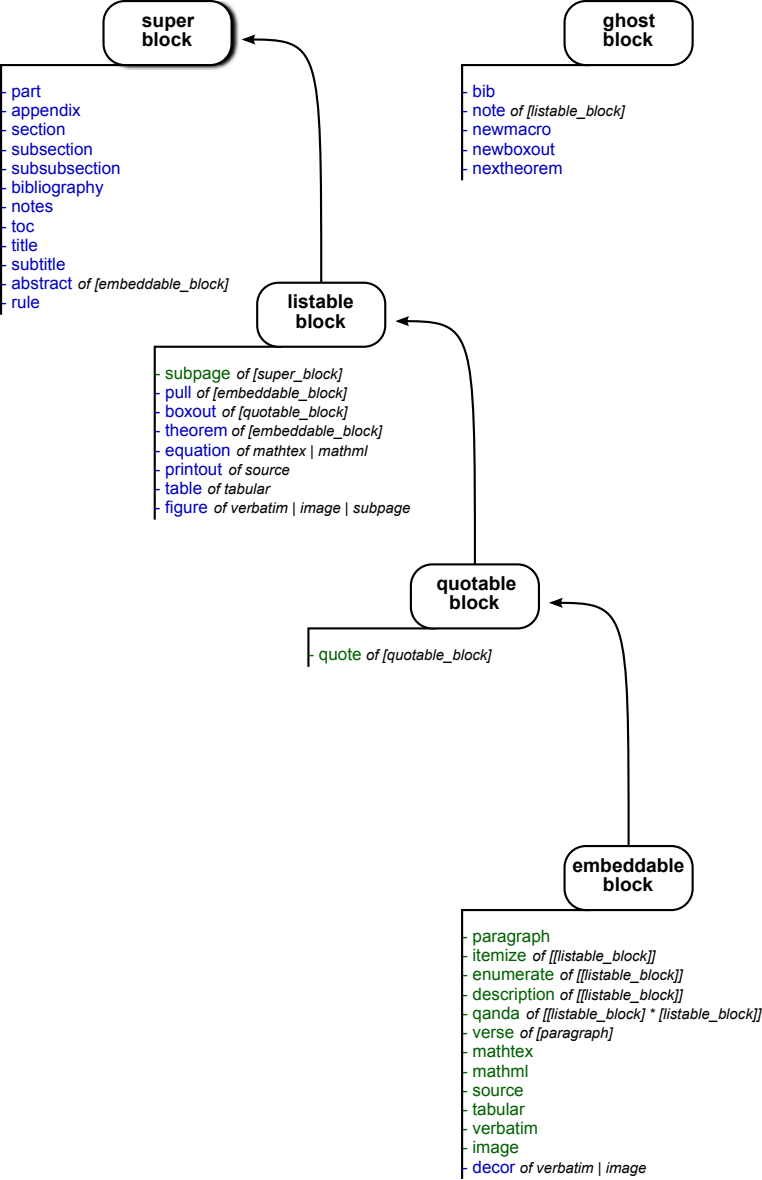 super
block
- part
- appendix
- section
- subsection
- subsubsection
- bibliography
- notes
- toc
- title
- subtitle
- abstract of [embeddable_block]
- rule
ghost
block
- bib
- note of [listable_block]
- newmacro
- newboxout
- nextheorem
listable
block
- subpage of [super_block]
- pull of [embeddable_block]
- boxout of [quotable_block]
- theorem of [embeddable_block]
- equation of mathtex | mathml
- printout of source
- table of tabular
- figure of verbatim | image | subpage
quotable
block
- quote of [quotable_block]
embeddable
block
- paragraph
- itemize of [[listable_block]]
- enumerate of [[listable_block]]
- description of [[listable_block]]
- qanda of [[listable_block] * [listable_block]]
- verse of [paragraph]
- mathtex
- mathml
- source
- tabular
- verbatim
- image
- decor of verbatim | image